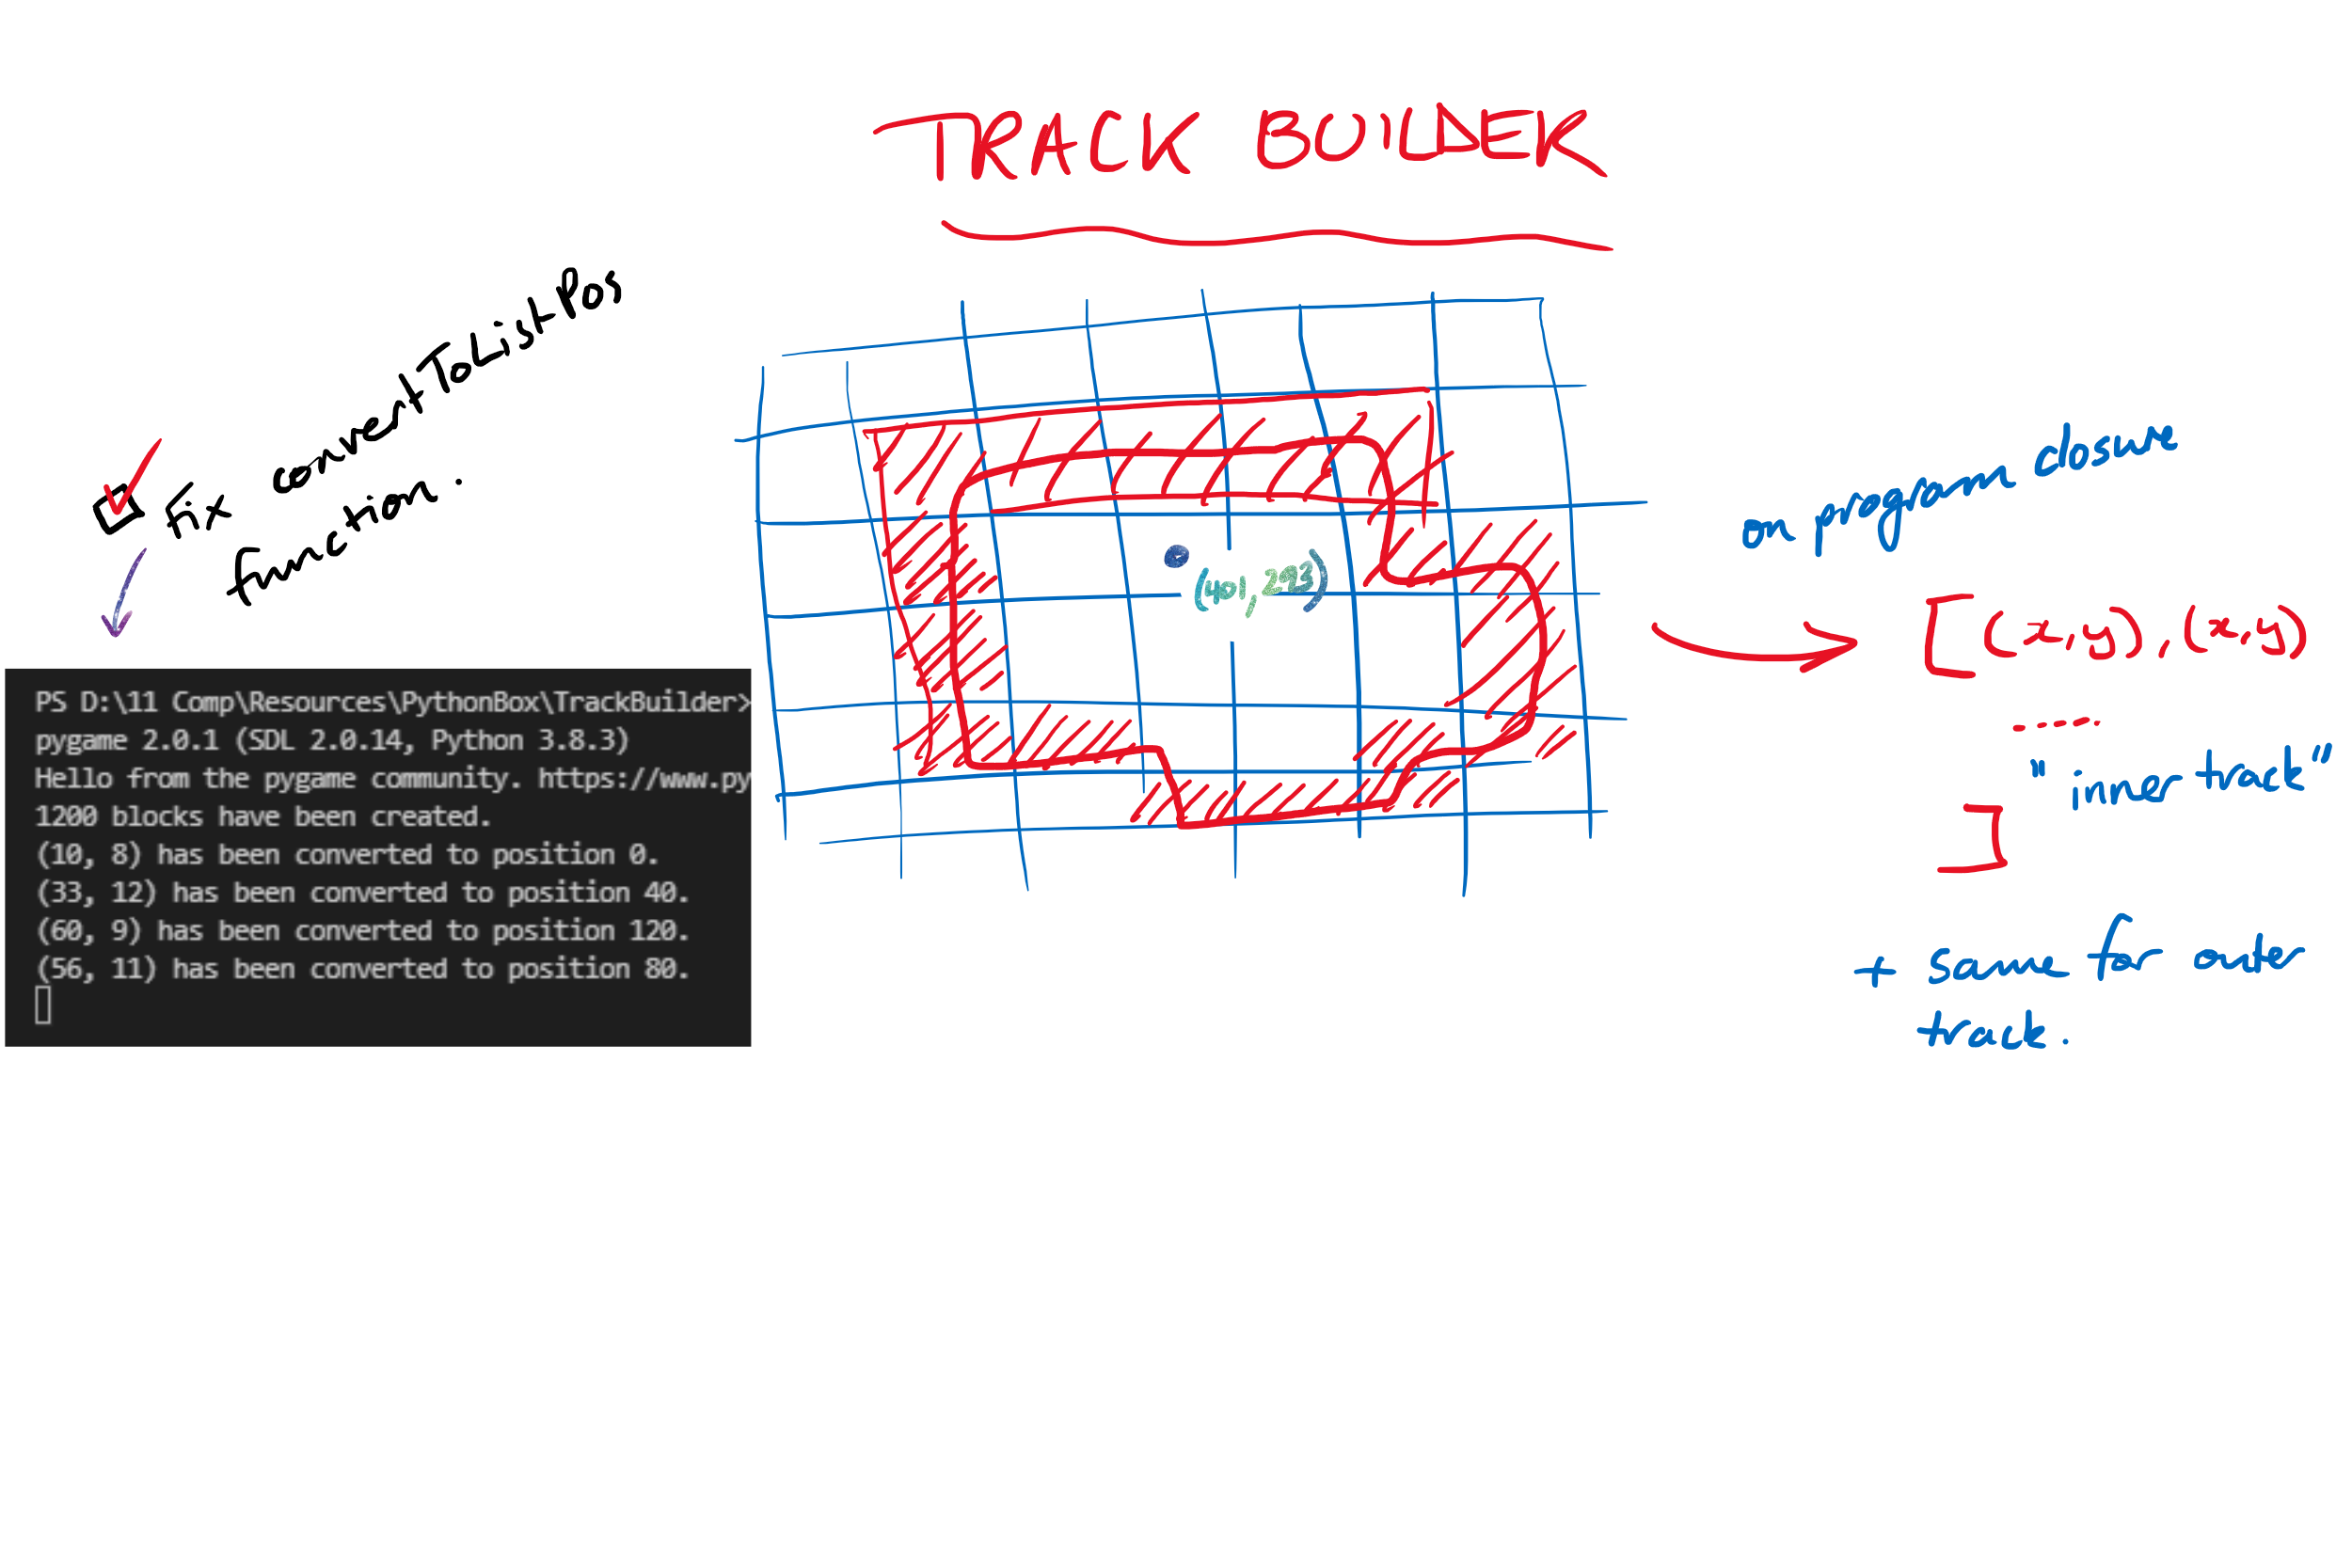 TRACK BUILDER
Fix convertToListPos
function.
PS D:\11 Comp\Resources\PythonBox\TrackBuilder>
pygame 2.0.1 (SDL 2.0.14, Python 3.8.3)
Hello from the pygame community. https://www.py
1200 blocks have been created.
(10, 8) has been converted to position 0.
(33, 12) has been converted to position 40.
(60, 9) has been converted to position 120.
(56, 11) has been converted to position 80.
(401, 293)
on program close
[(x, y), (x, y)
-----
"inner track"
]
+ same for outer
track.